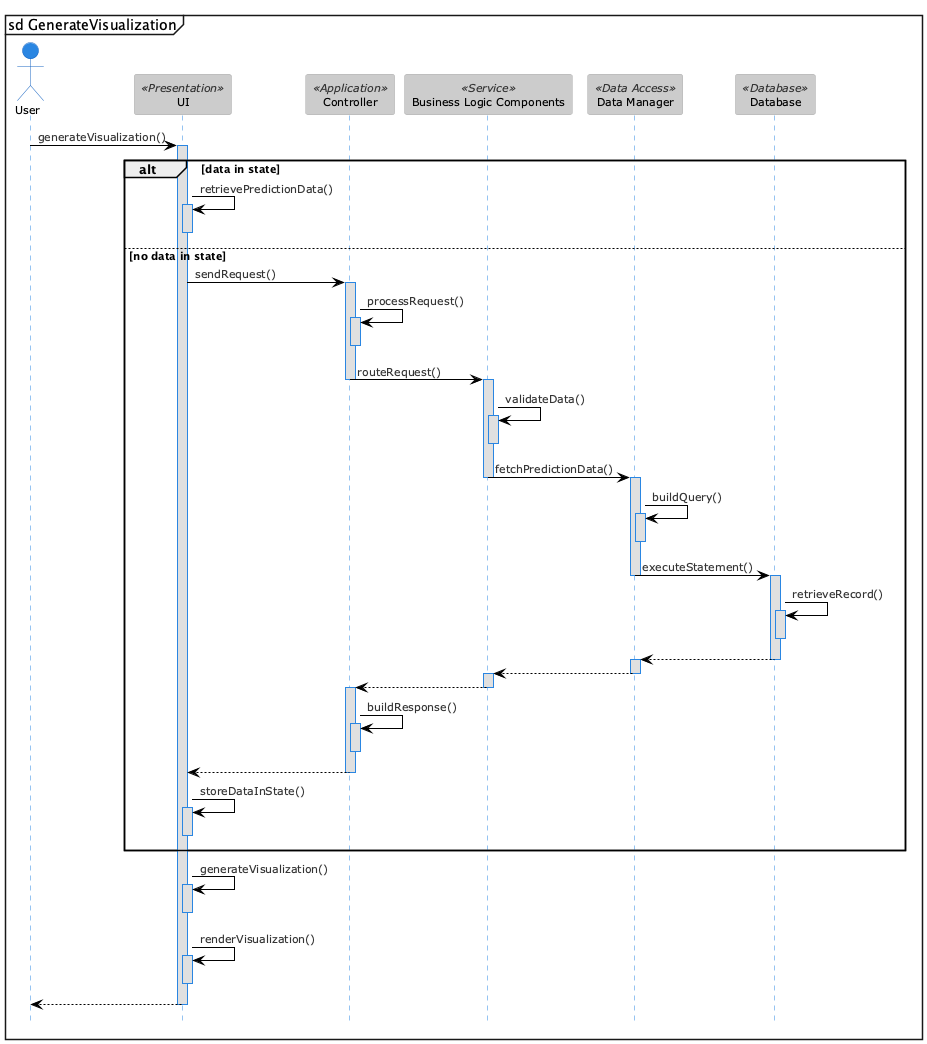 sd GenerateVisualization
User
«Presentation»
UI
«Application»
Controller
«Service»
Business Logic Components
«Data Access»
Data Manager
«Database»
Database
generateVisualization()
alt [data in state]
retrievePredictionData()
[no data in state]
sendRequest()
processRequest()
routeRequest()
validateData()
fetchPredictionData()
buildQuery()
executeStatement()
retrieveRecord()
buildResponse()
storeDataInState()
generateVisualization()
renderVisualization()